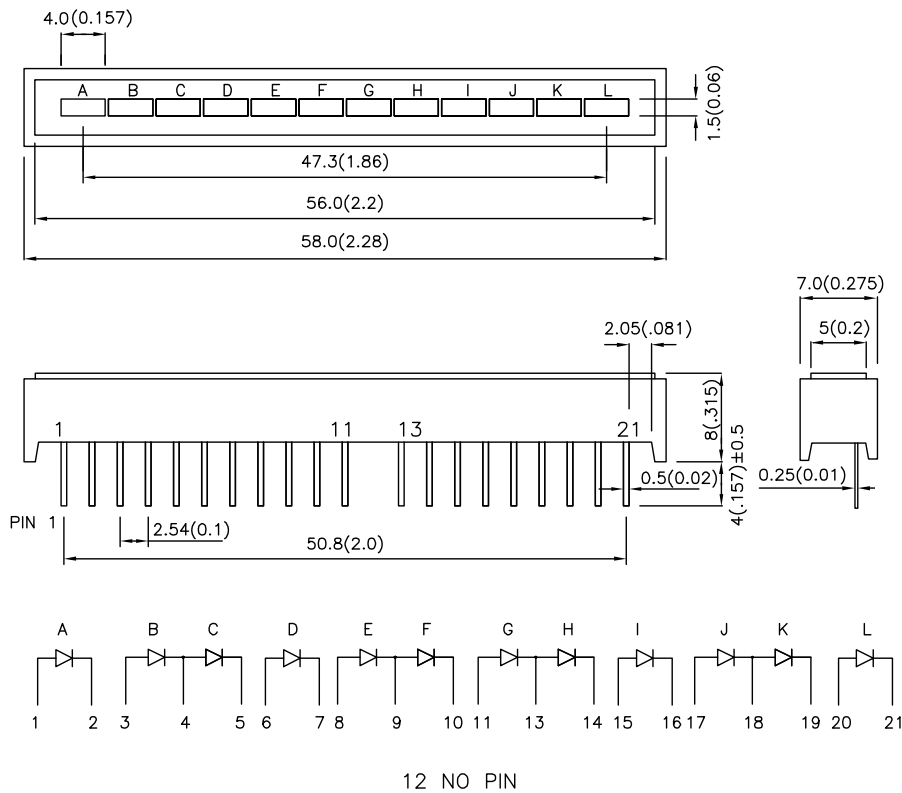 4.0(0.157)
A B C D E F G H I J K L
1.5(0.06)
47.3(1.86)
56.0(2.2)
58.0(2.28)
7.0(0.275)
2.05(.081)
5(0.2)
8(.315)
1 11 13 21
0.5(0.02)
4(.157)±0.5
0.25(0.01)
PIN 1
2.54(0.1)
50.8(2.0)
A B C D E F G H I J K L
1 2 3 4 5 6 7 8 9 10 11 13 14 15 16 17 18 19 20 21
12 NO PIN